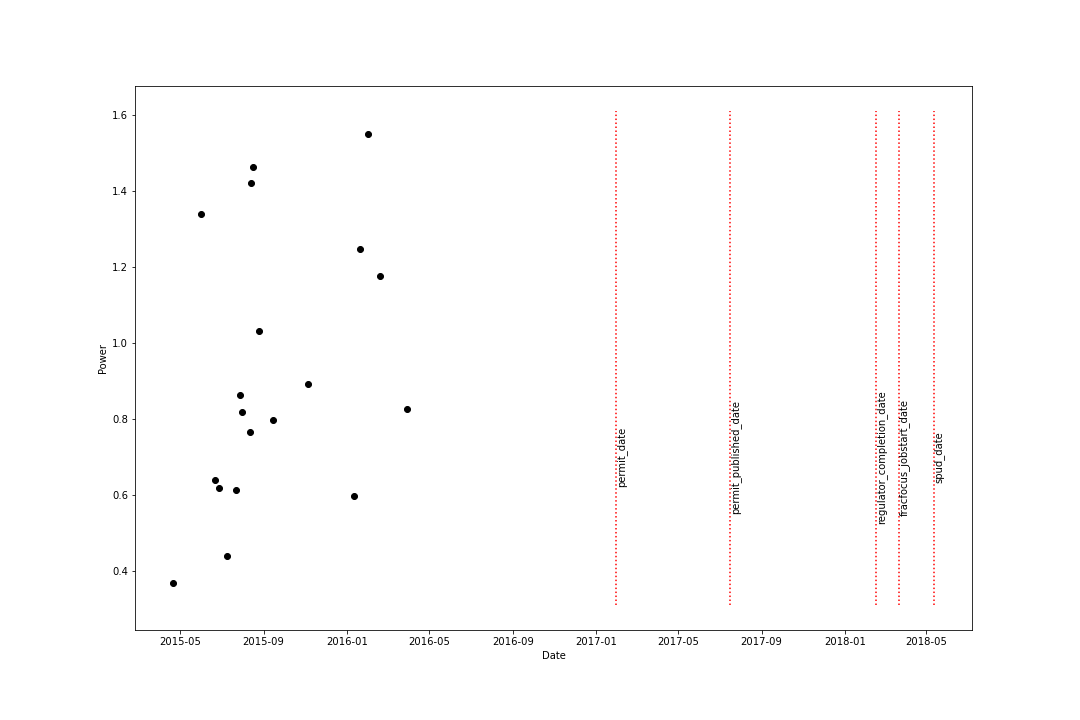 1.6
1.4
1.2
1.0
0.8
0.6
0.4
Power
permit_date
permit_published_date
regulator_completion_date
fracfocus_jobstart_date
spud_date
2015-05 2015-09 2016-01 2016-05 2016-09 2017-01 2017-05 2017-09 2018-01 2018-05
Date